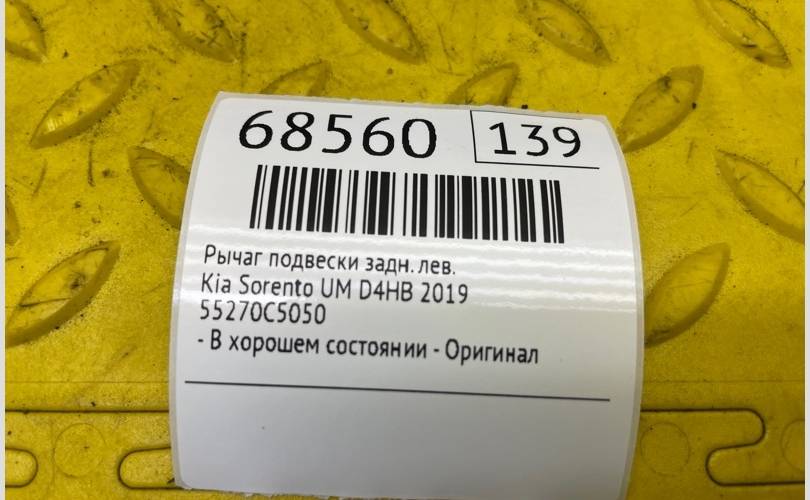 68560 139
Рычаг подвески задн. лев.
Kia Sorento UM D4HB 2019
55270C5050
- В хорошем состоянии - Оригинал